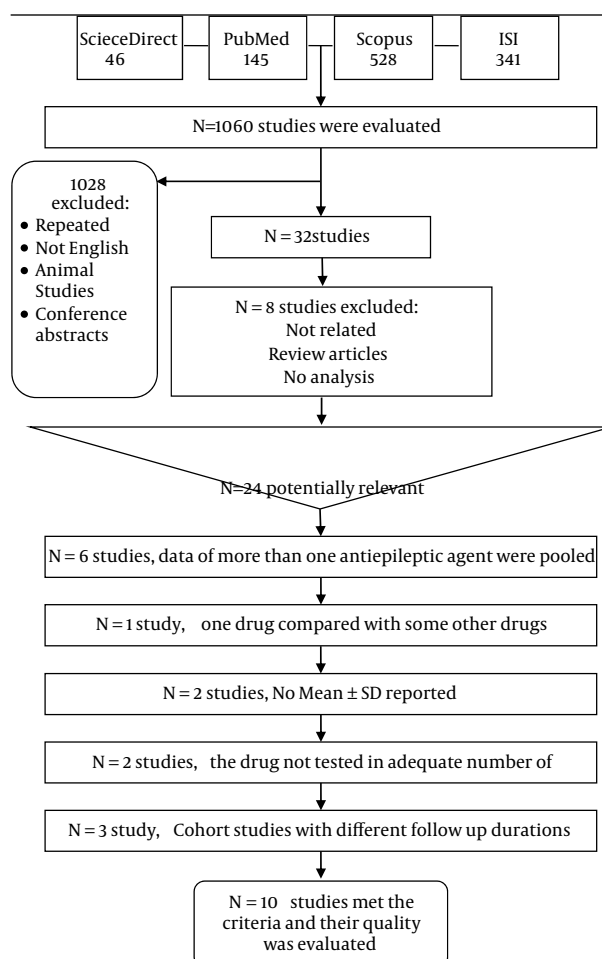 ScieceDirect
46
PubMed
145
Scopus
528
ISI
341
N=1060 studies were evaluated
1028
excluded:
• Repeated
• Not English
• Animal
Studies
• Conference
abstracts
N = 32studies
N = 8 studies excluded:
Not related
Review articles
No analysis
N=24 potentially relevant
N = 6 studies, data of more than one antiepileptic agent were pooled
N = 1 study, one drug compared with some other drugs
N = 2 studies, No Mean ± SD reported
N = 2 studies, the drug not tested in adequate number of
N = 3 study, Cohort studies with different follow up durations
N = 10 studies met the
criteria and their quality
was evaluated